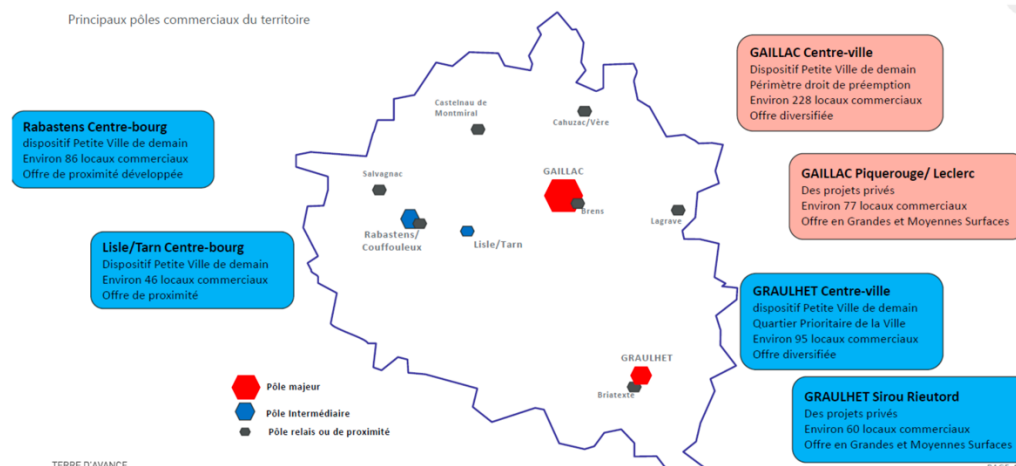 Principaux pôles commerciaux du territoire
GAILLAC Centre-ville
Dispositif Petite Ville de demain
Périmètre droit de préemption
Environ 228 locaux commerciaux
Offre diversifiée
Rabastens Centre-bourg
dispositif Petite Ville de demain
Environ 86 locaux commerciaux
Offre de proximité développée
Castelnau de
Montmiral
Cahuzac/Vère
GAILLAC Piquerouge/ Leclerc
Des projets privés
Environ 77 locaux commerciaux
Offre en Grandes et Moyennes Surfaces
Salvagnac
GAILLAC
Brens
Lagrave
Rabastens/
Couffouleux
Lisle/Tarn
Lisle/Tarn Centre-bourg
Dispositif Petite Ville de demain
Environ 46 locaux commerciaux
Offre de proximité
GRAULHET Centre-ville
dispositif Petite Ville de demain
Quartier Prioritaire de la Ville
Environ 95 locaux commerciaux
Offre diversifiée
GRAULHET
Briatexte
Pôle majeur
Pôle Intermédiaire
Pôle relais ou de proximité
GRAULHET Sirou Rieutord
Des projets privés
Environ 60 locaux commerciaux
Offre en Grandes et Moyennes Surfaces
TERRE D'AVANCE